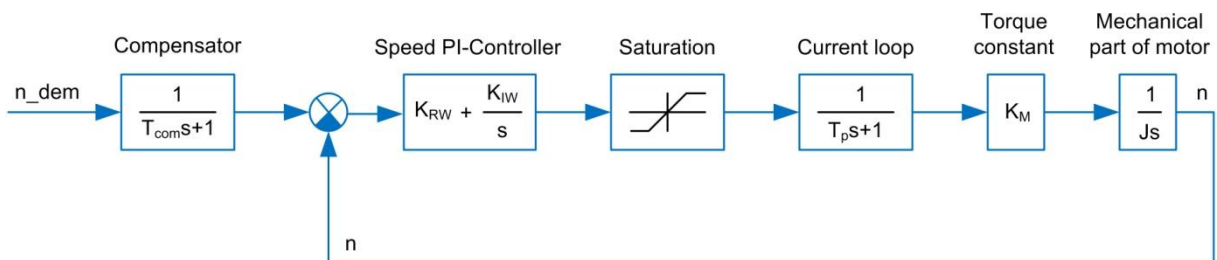 Compensator
Speed PI-Controller
Saturation
Current loop
Torque
constant
Mechanical
part of motor
n_dem
1
T_com s+1
K_RW + K_IW
s
1
T_p s+1
K_M
1
Js
n
n